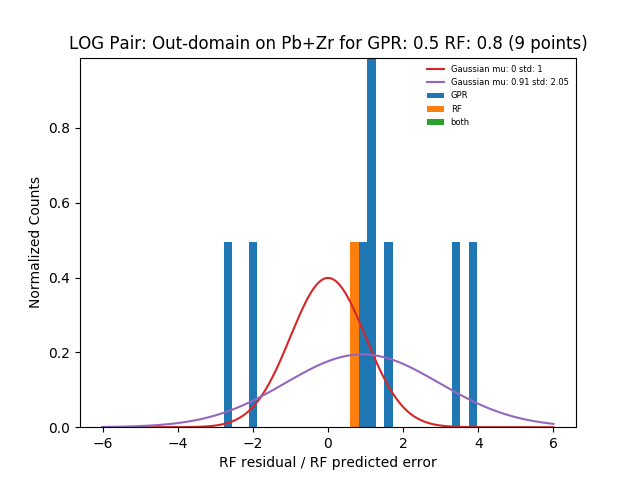 LOG Pair: Out-domain on Pb+Zr for GPR: 0.5 RF: 0.8 (9 points)
Gaussian mu: 0 std: 1
Gaussian mu: 0.91 std: 2.05
GPR
RF
both
Normalized Counts
0.8
0.6
0.4
0.2
0.0
−6 −4 −2 0 2 4 6
RF residual / RF predicted error